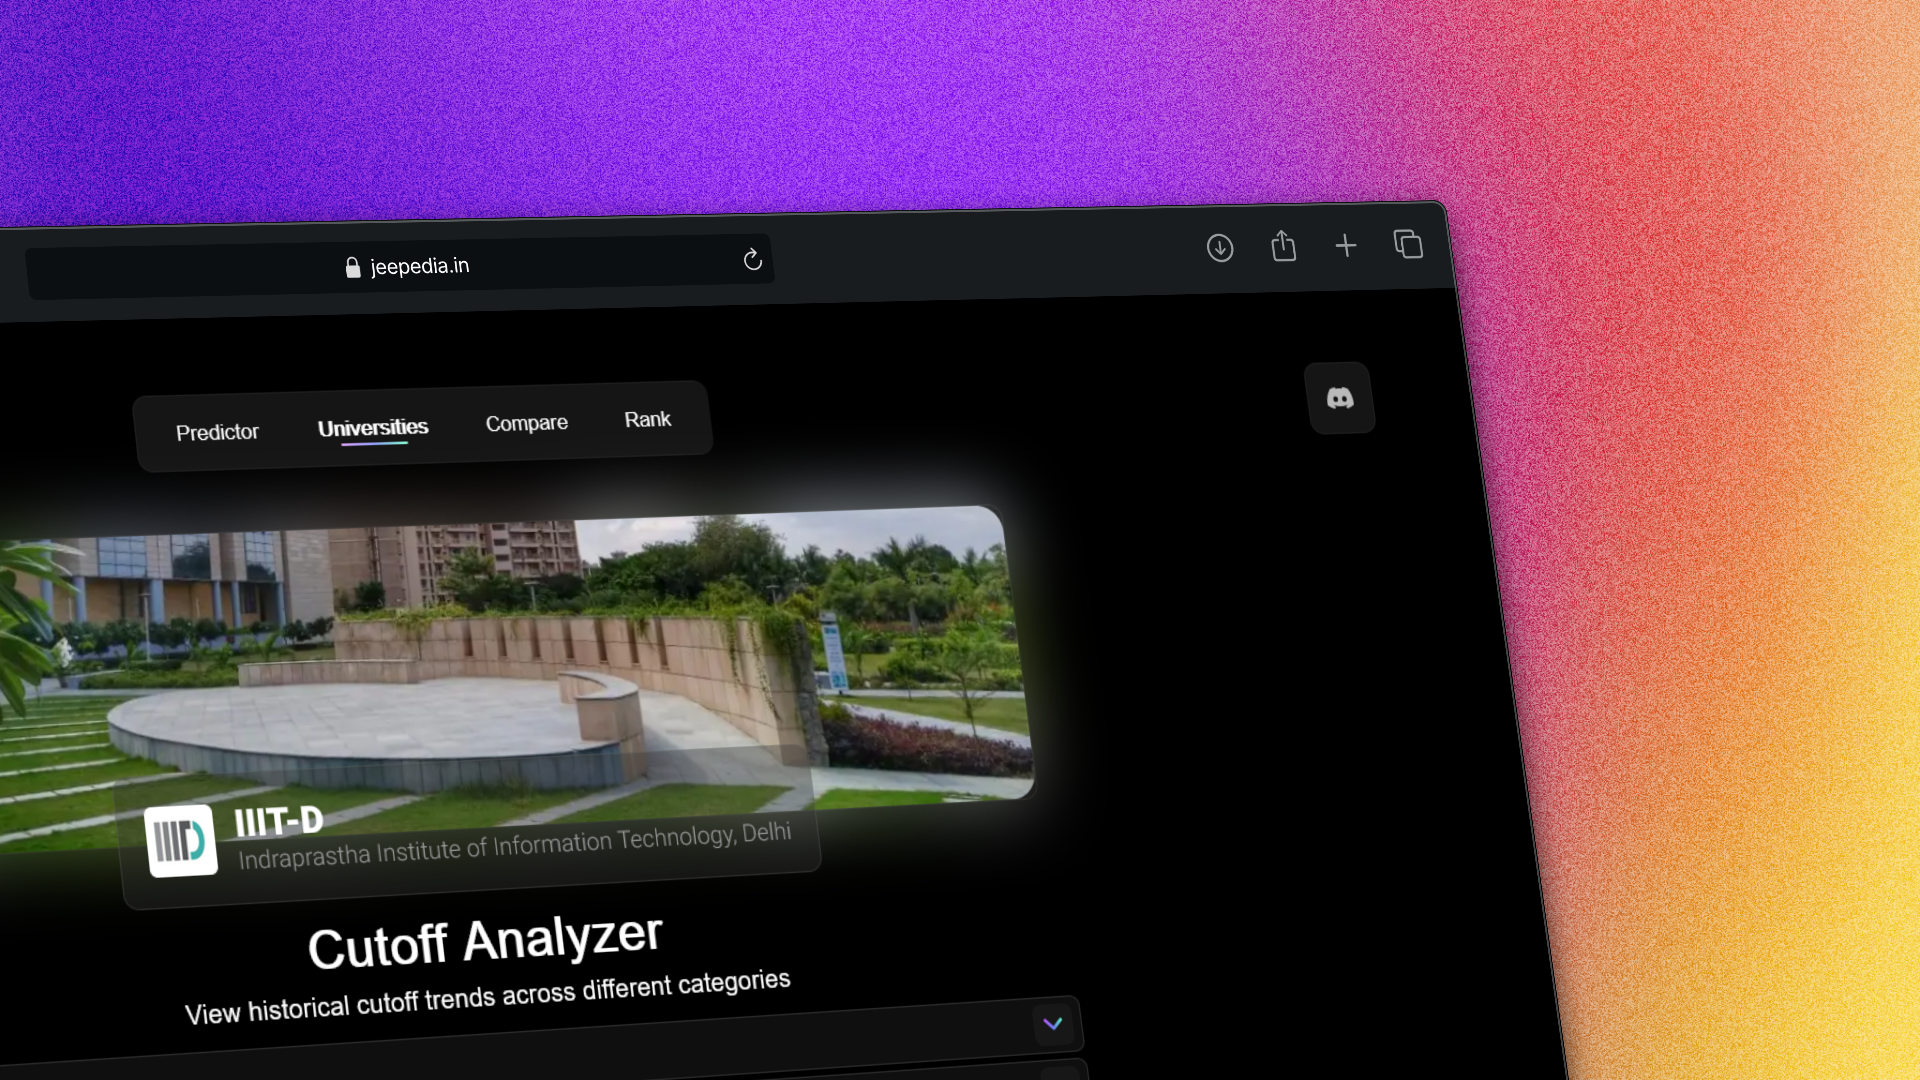 jeepedia.in
Predictor
Universities
Compare
Rank
IIIT-D
IIITD
Indraprastha Institute of Information Technology, Delhi
Cutoff Analyzer
View historical cutoff trends across different categories